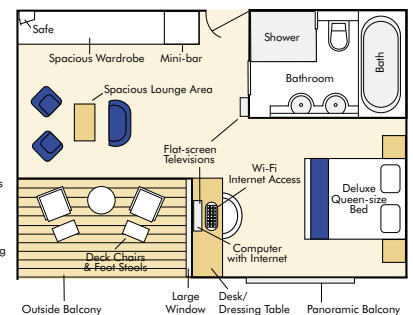 Safe
Shower
Spacious Wardrobe
Mini-bar
Bath
Bathroom
Spacious Lounge Area
Flat-screen
Televisions
Wi-Fi
Internet Access
s
Deluxe
Queen-size
Bed
Computer
with Internet
ng
Deck Chairs
& Foot Stools
Outside Balcony
Large
Window
Desk/
Dressing Table
Panoramic Balcony